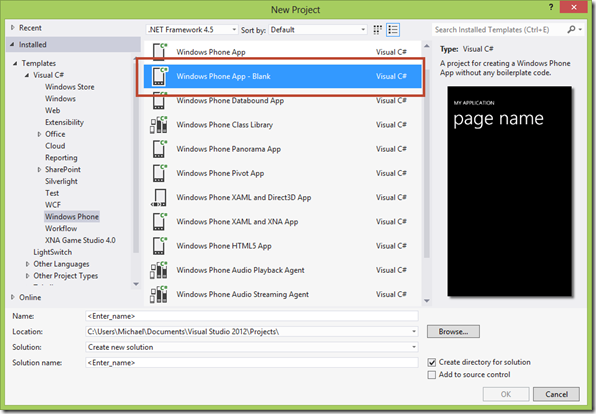 New Project
Recent
.NET Framework 4.5
Sort by: Default
Search Installed Templates (Ctrl+E)
Installed
Templates
Visual C#
Windows Store
Windows
Web
Extensibility
Office
Cloud
Reporting
SharePoint
Silverlight
Test
WCF
Windows Phone
Workflow
XNA Game Studio 4.0
LightSwitch
Other Languages
Other Project Types
Online
Windows Phone App Visual C#
Windows Phone App - Blank Visual C#
Windows Phone Databound App Visual C#
Windows Phone Class Library Visual C#
Windows Phone Panorama App Visual C#
Windows Phone Pivot App Visual C#
Windows Phone XAML and Direct3D App Visual C#
Windows Phone XAML and XNA App Visual C#
Windows Phone HTML5 App Visual C#
Windows Phone Audio Playback Agent Visual C#
Windows Phone Audio Streaming Agent Visual C#
Type: Visual C#
A project for creating a Windows Phone
App without any boilerplate code.
MY APPLICATION
page name
Name: <Enter_name>
Location: C:\Users\Michael\Documents\Visual Studio 2012\Projects\
Browse...
Solution: Create new solution
Solution name: <Enter_name>
Create directory for solution
Add to source control
OK
Cancel